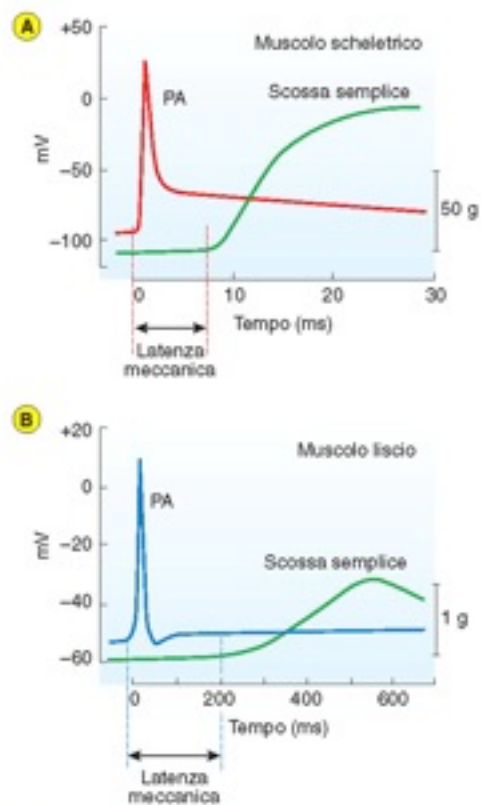 A
+50
Muscolo scheletrico
Scossa semplice
PA
0
mV
−50
50 g
−100
0 10 20 30
Tempo (ms)
Latenza
meccanica
B
+20
Muscolo liscio
0
PA
mV
−20
Scossa semplice
−40
1 g
−60
0 200 400 600
Tempo (ms)
Latenza
meccanica